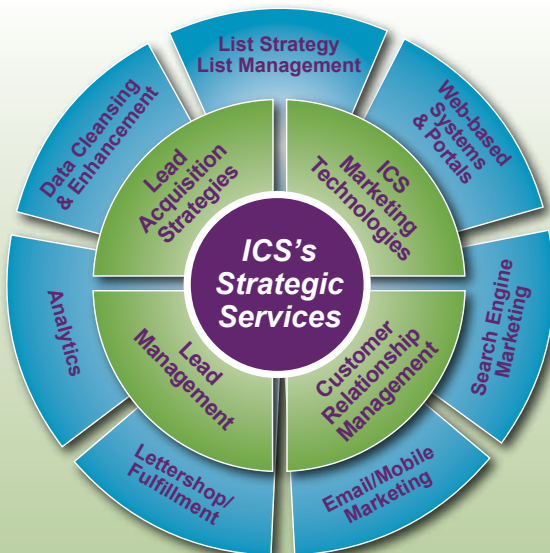 List Strategy
List Management
Web-based
Systems
& Portals
Search Engine
Marketing
Email/Mobile
Marketing
Lettershop/
Fulfillment
Analytics
Data Cleansing
& Enhancement
Lead
Acquisition
Strategies
ICS
Marketing
Technologies
Customer
Relationship
Management
Lead
Management
ICS's
Strategic
Services